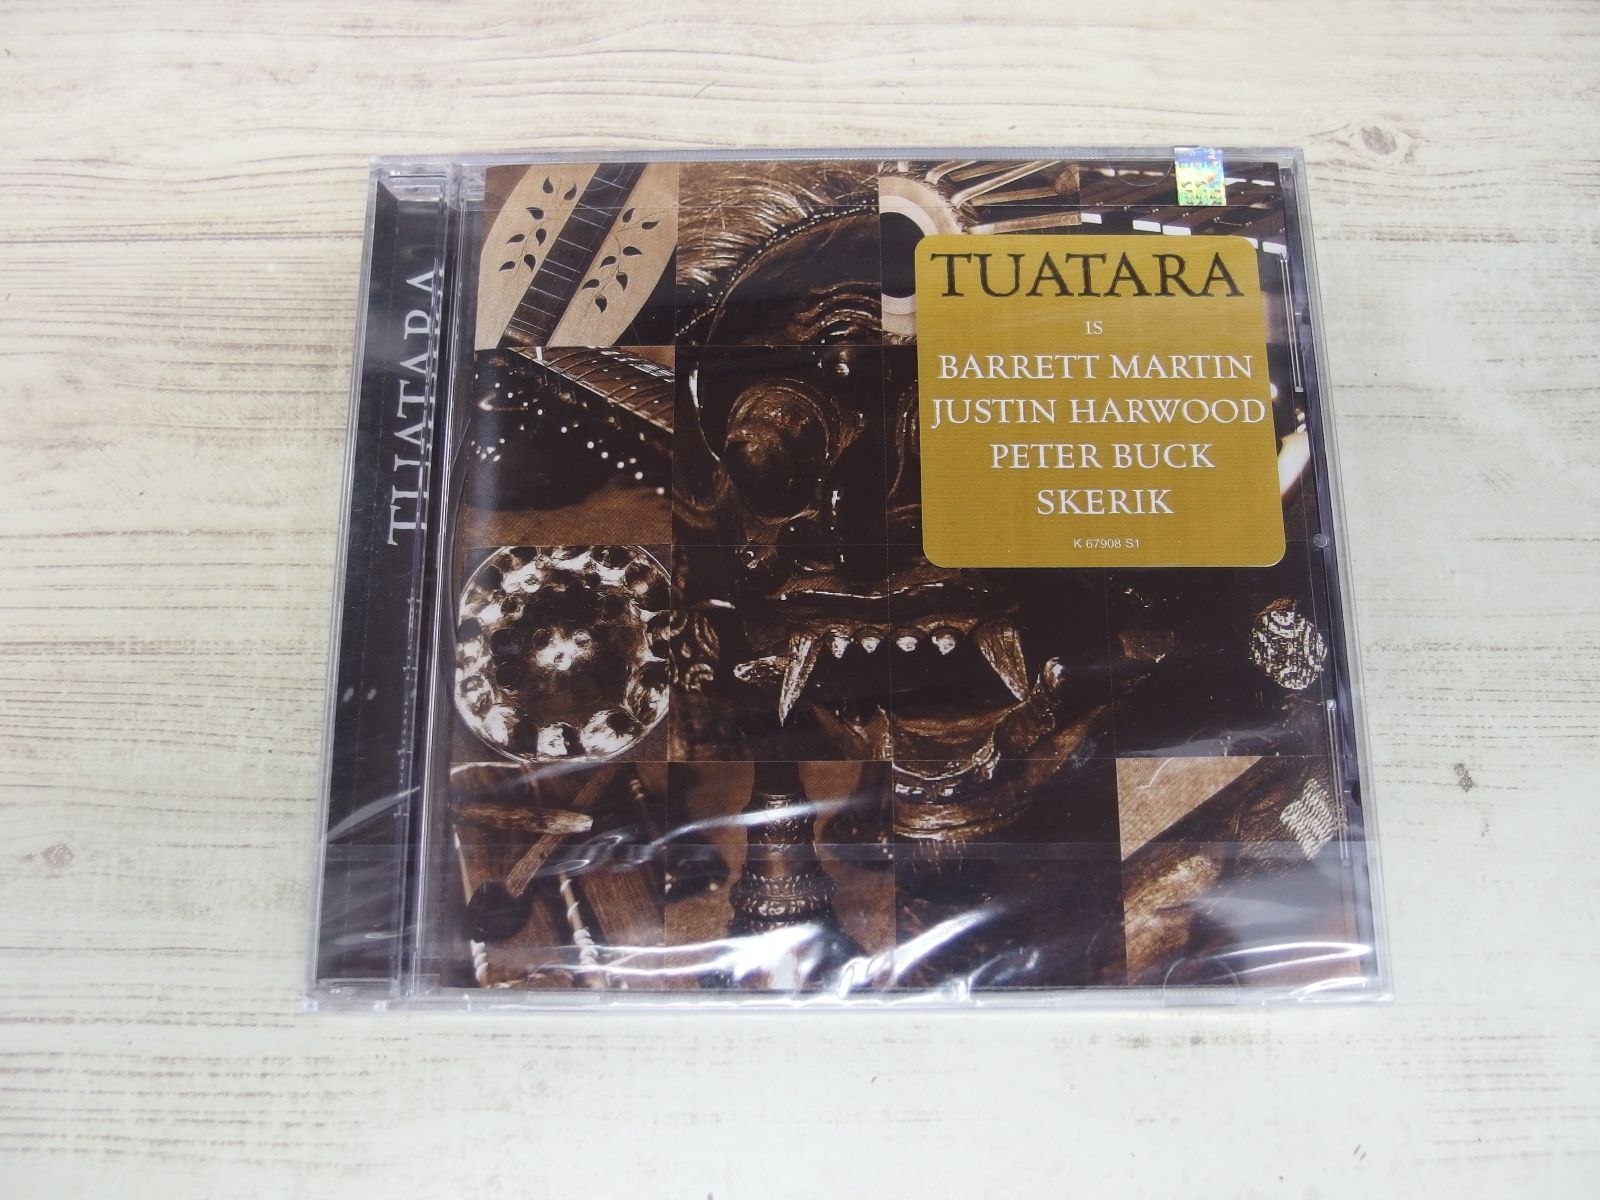 TUATARA
TUATARA
IS
BARRETT MARTIN
JUSTIN HARWOOD
PETER BUCK
SKERIK
K 67908 S1